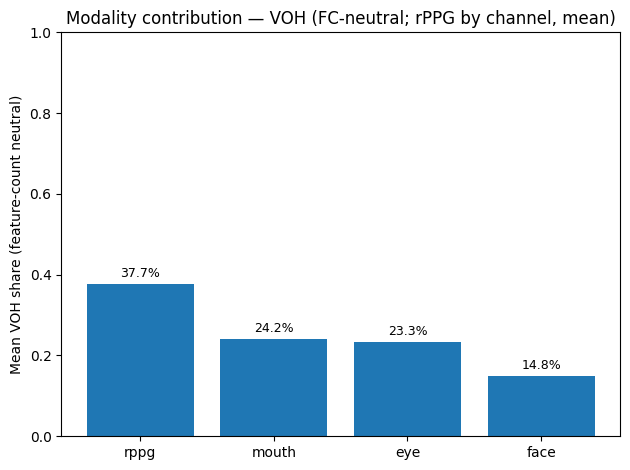 Modality contribution — VOH (FC-neutral; rPPG by channel, mean)
Mean VOH share (feature-count neutral)
1.0
0.8
0.6
0.4
0.2
0.0
37.7%
24.2%
23.3%
14.8%
rppg
mouth
eye
face